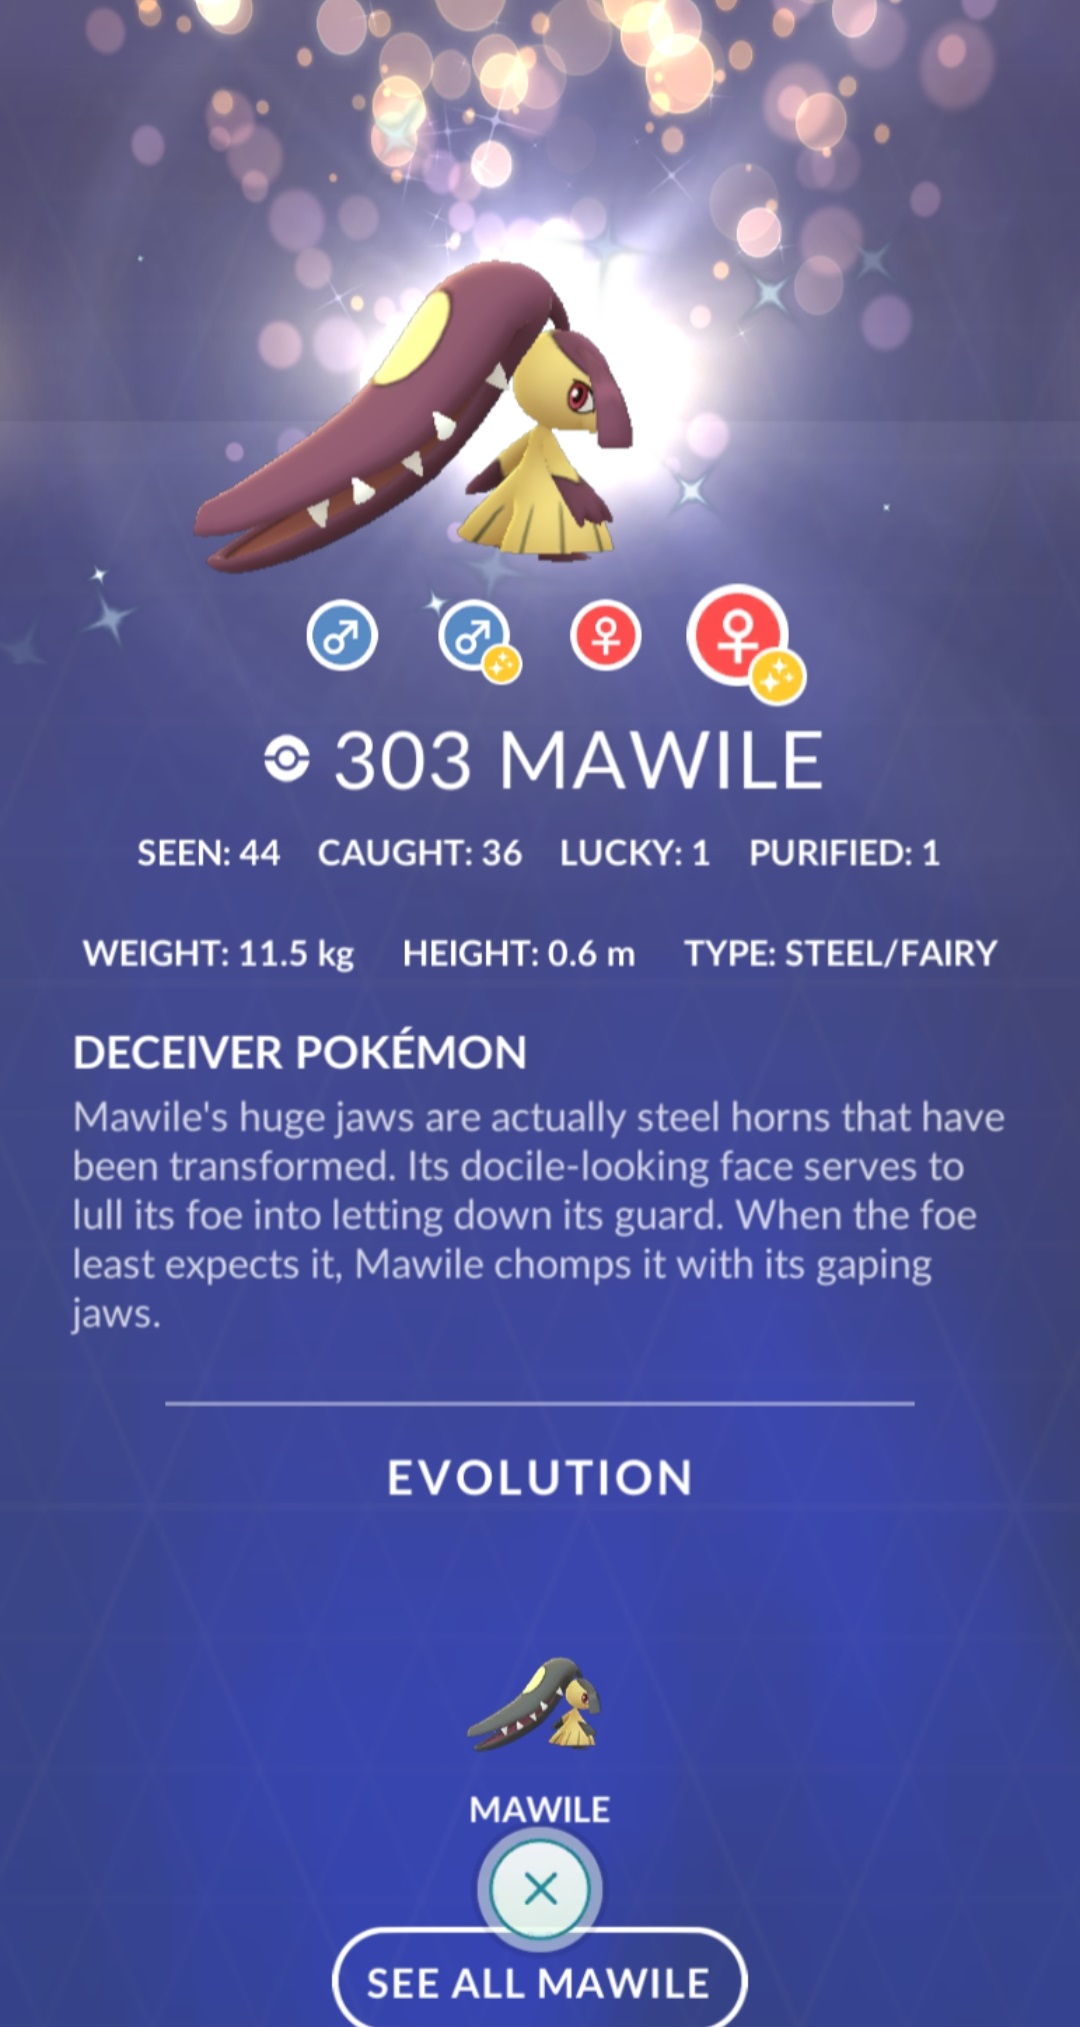 303 MAWILE
SEEN: 44 CAUGHT: 36 LUCKY: 1 PURIFIED: 1
WEIGHT: 11.5 kg HEIGHT: 0.6 m TYPE: STEEL/FAIRY
DECEIVER POKÉMON
Mawile's huge jaws are actually steel horns that have
been transformed. Its docile-looking face serves to
lull its foe into letting down its guard. When the foe
least expects it, Mawile chomps it with its gaping
jaws.
EVOLUTION
MAWILE
SEE ALL MAWILE